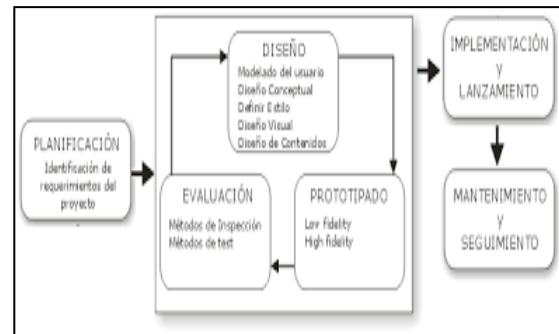 PLANIFICACIÓN
Identificación de
requerimientos del
proyecto
DISEÑO
Modelado del usuario
Diseño Conceptual
Definir Estilo
Diseño Visual
Diseño de Contenidos
EVALUACIÓN
Métodos de Inspección
Métodos de test
PROTOTIPADO
Low fidelity
High fidelity
IMPLEMENTACIÓN
y
LANZAMIENTO
MANTENIMIENTO
y
SEGUIMIENTO